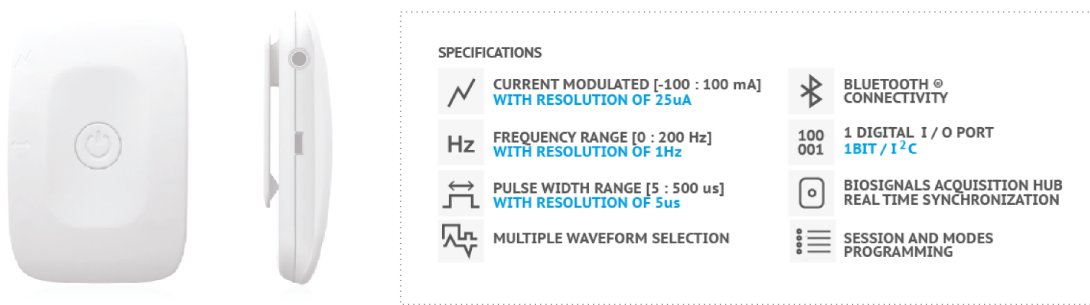 SPECIFICATIONS
CURRENT MODULATED [-100 : 100 mA]
WITH RESOLUTION OF 25uA
Hz
FREQUENCY RANGE [0 : 200 Hz]
WITH RESOLUTION OF 1Hz
PULSE WIDTH RANGE [5 : 500 us]
WITH RESOLUTION OF 5us
MULTIPLE WAVEFORM SELECTION
BLUETOOTH ®
CONNECTIVITY
100
001
1 DIGITAL I / O PORT
1BIT / I²C
BIOSIGNALS ACQUISITION HUB
REAL TIME SYNCHRONIZATION
SESSION AND MODES
PROGRAMMING